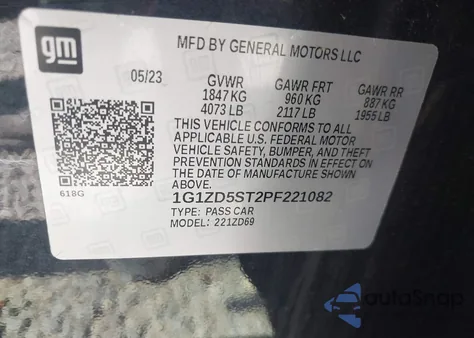 gm
MFD BY GENERAL MOTORS LLC
05/23 GVWR GAWR FRT GAWR RR
1847 KG 960 KG 887 KG
4073 LB 2117 LB 1955 LB
THIS VEHICLE CONFORMS TO ALL
APPLICABLE U.S. FEDERAL MOTOR
VEHICLE SAFETY, BUMPER, AND THEFT
PREVENTION STANDARDS IN EFFECT ON
THE DATE OF MANUFACTURE SHOWN
ABOVE.
618G
1G1ZD5ST2PF221082
TYPE: PASS CAR
MODEL: 221ZD69
autoSnap